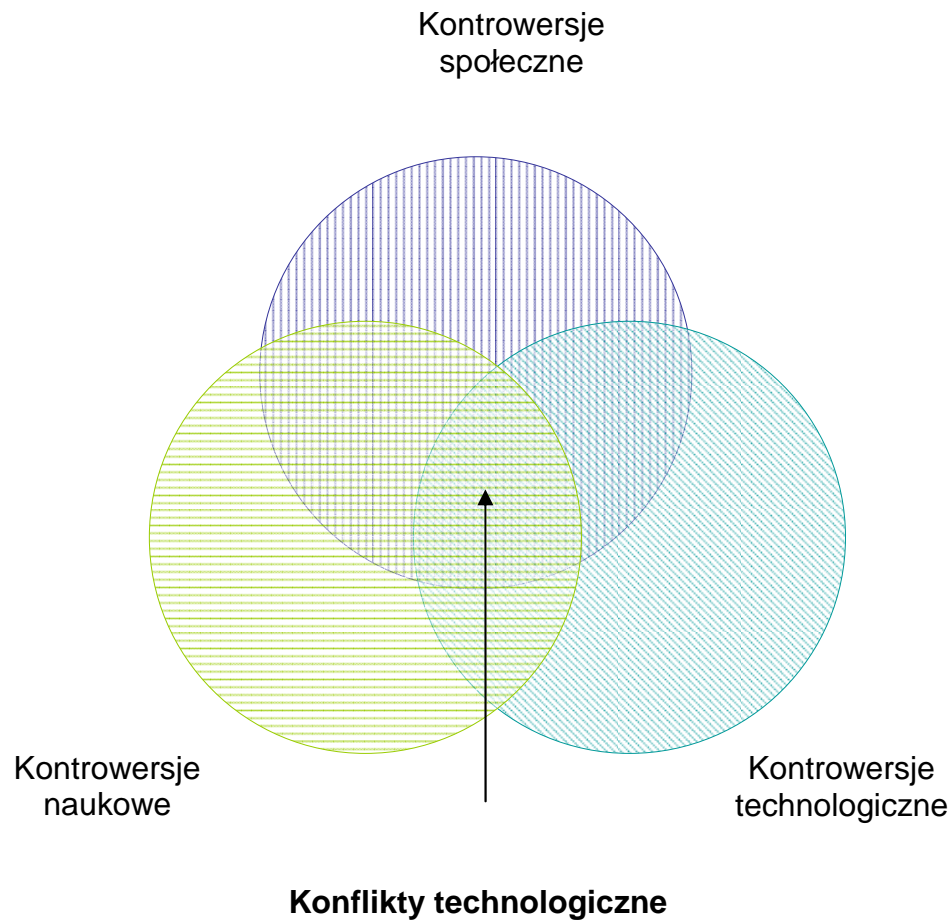 Kontrowersje
społeczne
Kontrowersje
naukowe
Kontrowersje
technologiczne
Konflikty technologiczne